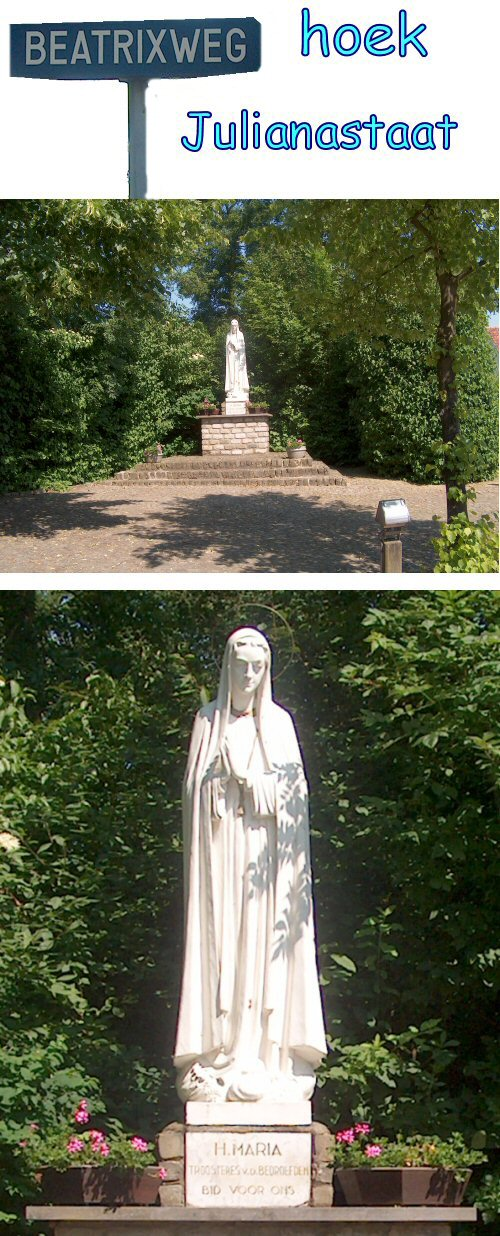 BEATRIXWEG hoek
Julianastaat
H. MARIA
TROOSTERES v.d. BEDROEFDEN
BID VOOR ONS